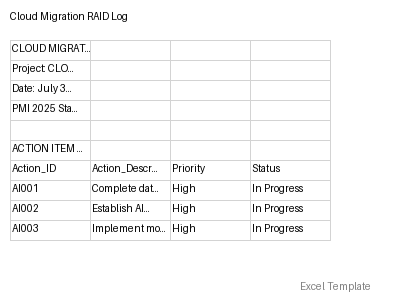 Cloud Migration RAID Log
CLOUD MIGRAT...
Project: CLO...
Date: July 3...
PMI 2025 Sta...
ACTION ITEM ...
Action_ID Action_Descr... Priority Status
AI001 Complete dat... High In Progress
AI002 Establish AI... High In Progress
AI003 Implement mo... High In Progress
Excel Template